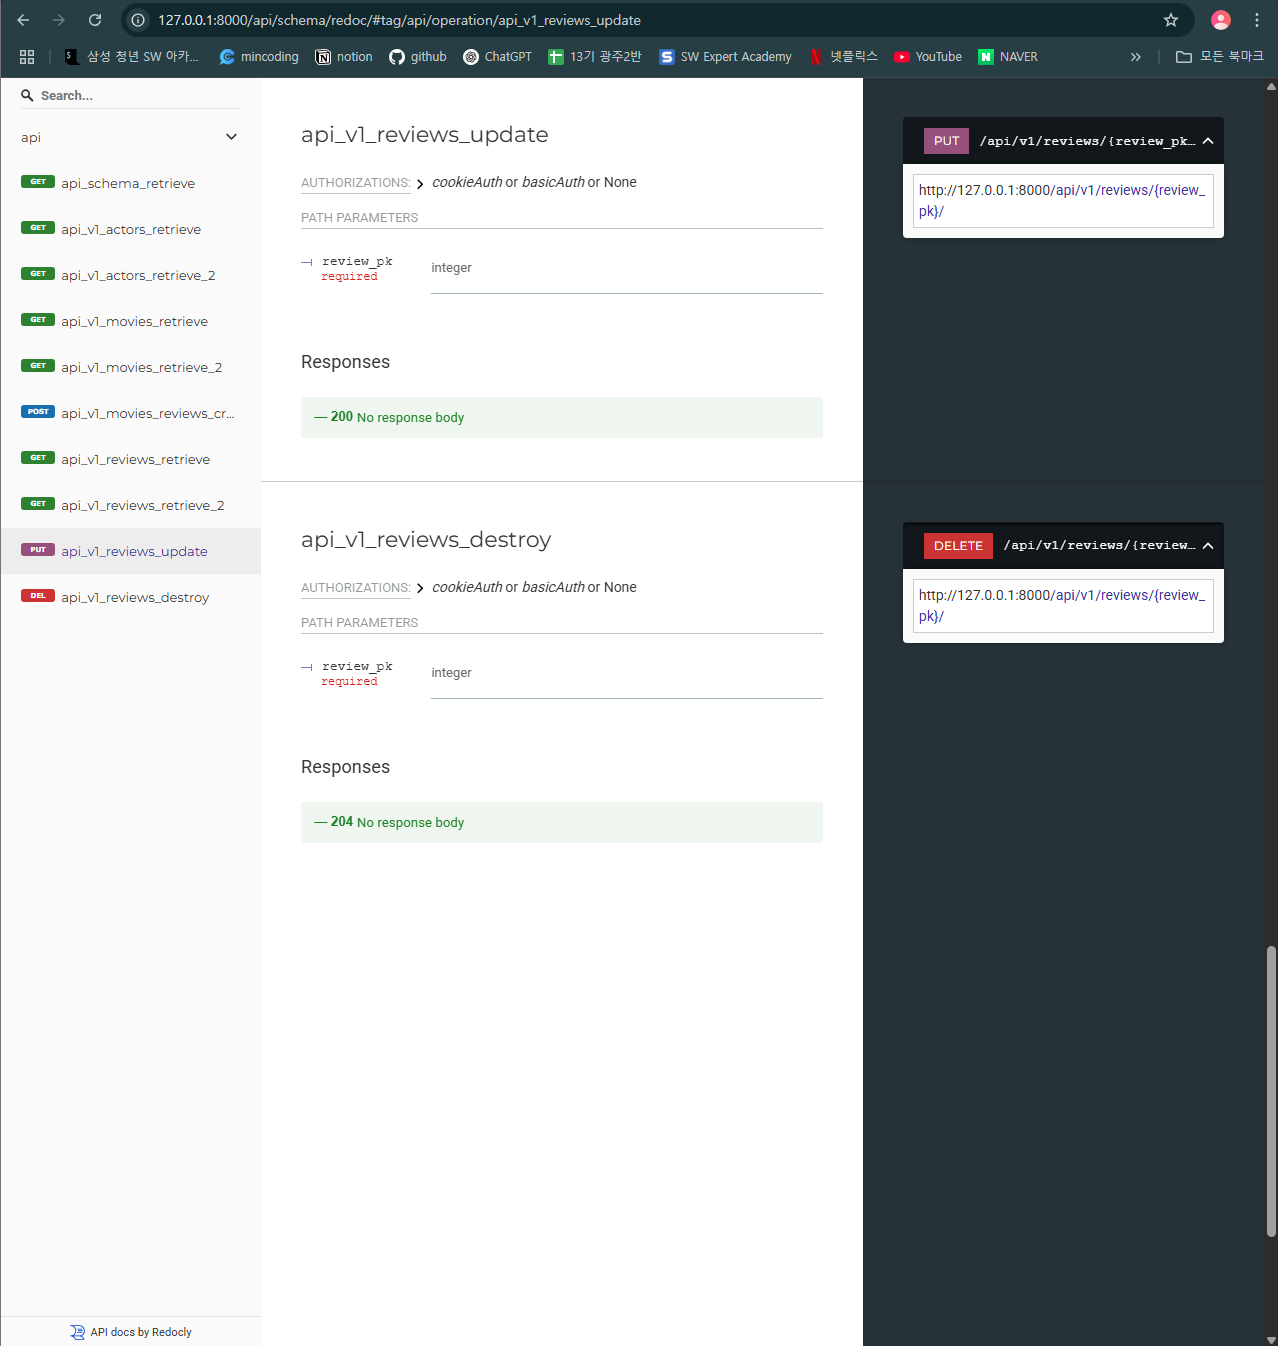 127.0.0.1:8000/api/schema/redoc/#tag/api/operation/api_v1_reviews_update
삼성 청년 SW 아카...
mincoding
notion
github
ChatGPT
13기 광주2반
SW Expert Academy
넷플릭스
YouTube
NAVER
모든 북마크
Search...
api
GET api_schema_retrieve
GET api_v1_actors_retrieve
GET api_v1_actors_retrieve_2
GET api_v1_movies_retrieve
GET api_v1_movies_retrieve_2
POST api_v1_movies_reviews_cr...
GET api_v1_reviews_retrieve
GET api_v1_reviews_retrieve_2
PUT api_v1_reviews_update
DEL api_v1_reviews_destroy
API docs by Redocly
api_v1_reviews_update
AUTHORIZATIONS: cookieAuth or basicAuth or None
PATH PARAMETERS
review_pk
required
integer
Responses
— 200 No response body
PUT /api/v1/reviews/{review_pk…
http://127.0.0.1:8000/api/v1/reviews/{review_
pk}/
api_v1_reviews_destroy
AUTHORIZATIONS: cookieAuth or basicAuth or None
PATH PARAMETERS
review_pk
required
integer
Responses
— 204 No response body
DELETE /api/v1/reviews/{review…
http://127.0.0.1:8000/api/v1/reviews/{review_
pk}/